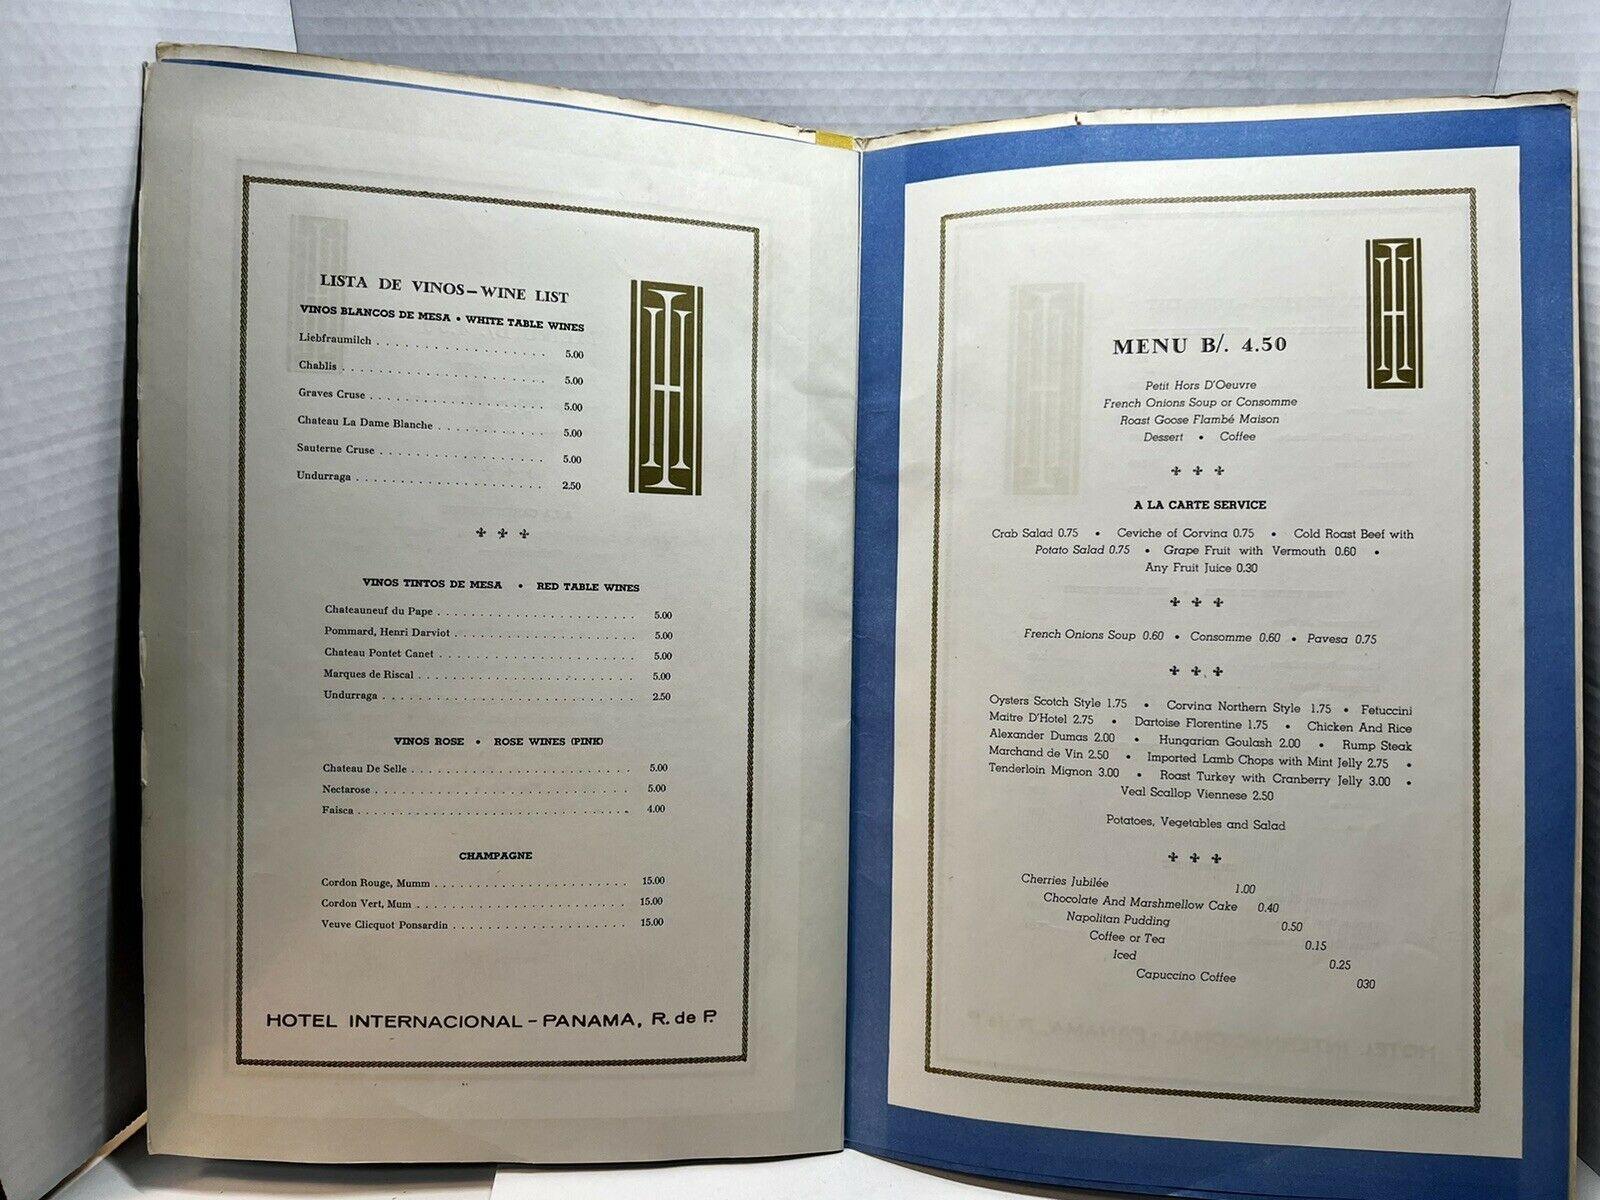 LISTA DE VINOS – WINE LIST
VINOS BLANCOS DE MESA • WHITE TABLE WINES
Liebfraumilch . . . . . . . . . . . . . . . . . . 5.00
Chablis . . . . . . . . . . . . . . . . . . . . . 5.00
Graves Cruse . . . . . . . . . . . . . . . . . . 5.00
Chateau La Dame Blanche . . . . . . . . . . . 5.00
Sauterne Cruse . . . . . . . . . . . . . . . . . 5.00
Undurraga . . . . . . . . . . . . . . . . . . . 2.50
VINOS TINTOS DE MESA • RED TABLE WINES
Chateauneuf du Pape . . . . . . . . . . . . . . 5.00
Pommard, Henri Darviot . . . . . . . . . . . . 5.00
Chateau Pontet Canet . . . . . . . . . . . . . 5.00
Marques de Riscal . . . . . . . . . . . . . . . 5.00
Undurraga . . . . . . . . . . . . . . . . . . . 2.50
VINOS ROSE • ROSE WINES (PINK)
Chateau De Selle . . . . . . . . . . . . . . . . 5.00
Nectarose . . . . . . . . . . . . . . . . . . . 5.00
Faisca . . . . . . . . . . . . . . . . . . . . . 4.00
CHAMPAGNE
Cordon Rouge, Mumm . . . . . . . . . . . . . . 15.00
Cordon Vert, Mum . . . . . . . . . . . . . . . 15.00
Veuve Clicquot Ponsardin . . . . . . . . . . . 15.00
HOTEL INTERNACIONAL – PANAMA, R. de P.
MENU B/. 4.50
Petit Hors D'Oeuvre
French Onions Soup or Consomme
Roast Goose Flambé Maison
Dessert • Coffee
A LA CARTE SERVICE
Crab Salad 0.75 • Ceviche of Corvina 0.75 • Cold Roast Beef with
Potato Salad 0.75 • Grape Fruit with Vermouth 0.60 •
Any Fruit Juice 0.30
French Onions Soup 0.60 • Consomme 0.60 • Pavesa 0.75
Oysters Scotch Style 1.75 • Corvina Northern Style 1.75 • Fetuccini
Maitre D'Hotel 2.75 • Dartoise Florentine 1.75 • Chicken And Rice
Alexander Dumas 2.00 • Hungarian Goulash 2.00 • Rump Steak
Marchand de Vin 2.50 • Imported Lamb Chops with Mint Jelly 2.75 •
Tenderloin Mignon 3.00 • Roast Turkey with Cranberry Jelly 3.00 •
Veal Scallop Viennese 2.50
Potatoes, Vegetables and Salad
Cherries Jubilée 1.00
Chocolate And Marshmellow Cake 0.40
Napolitan Pudding 0.50
Coffee or Tea 0.15
Iced 0.25
Capuccino Coffee 030